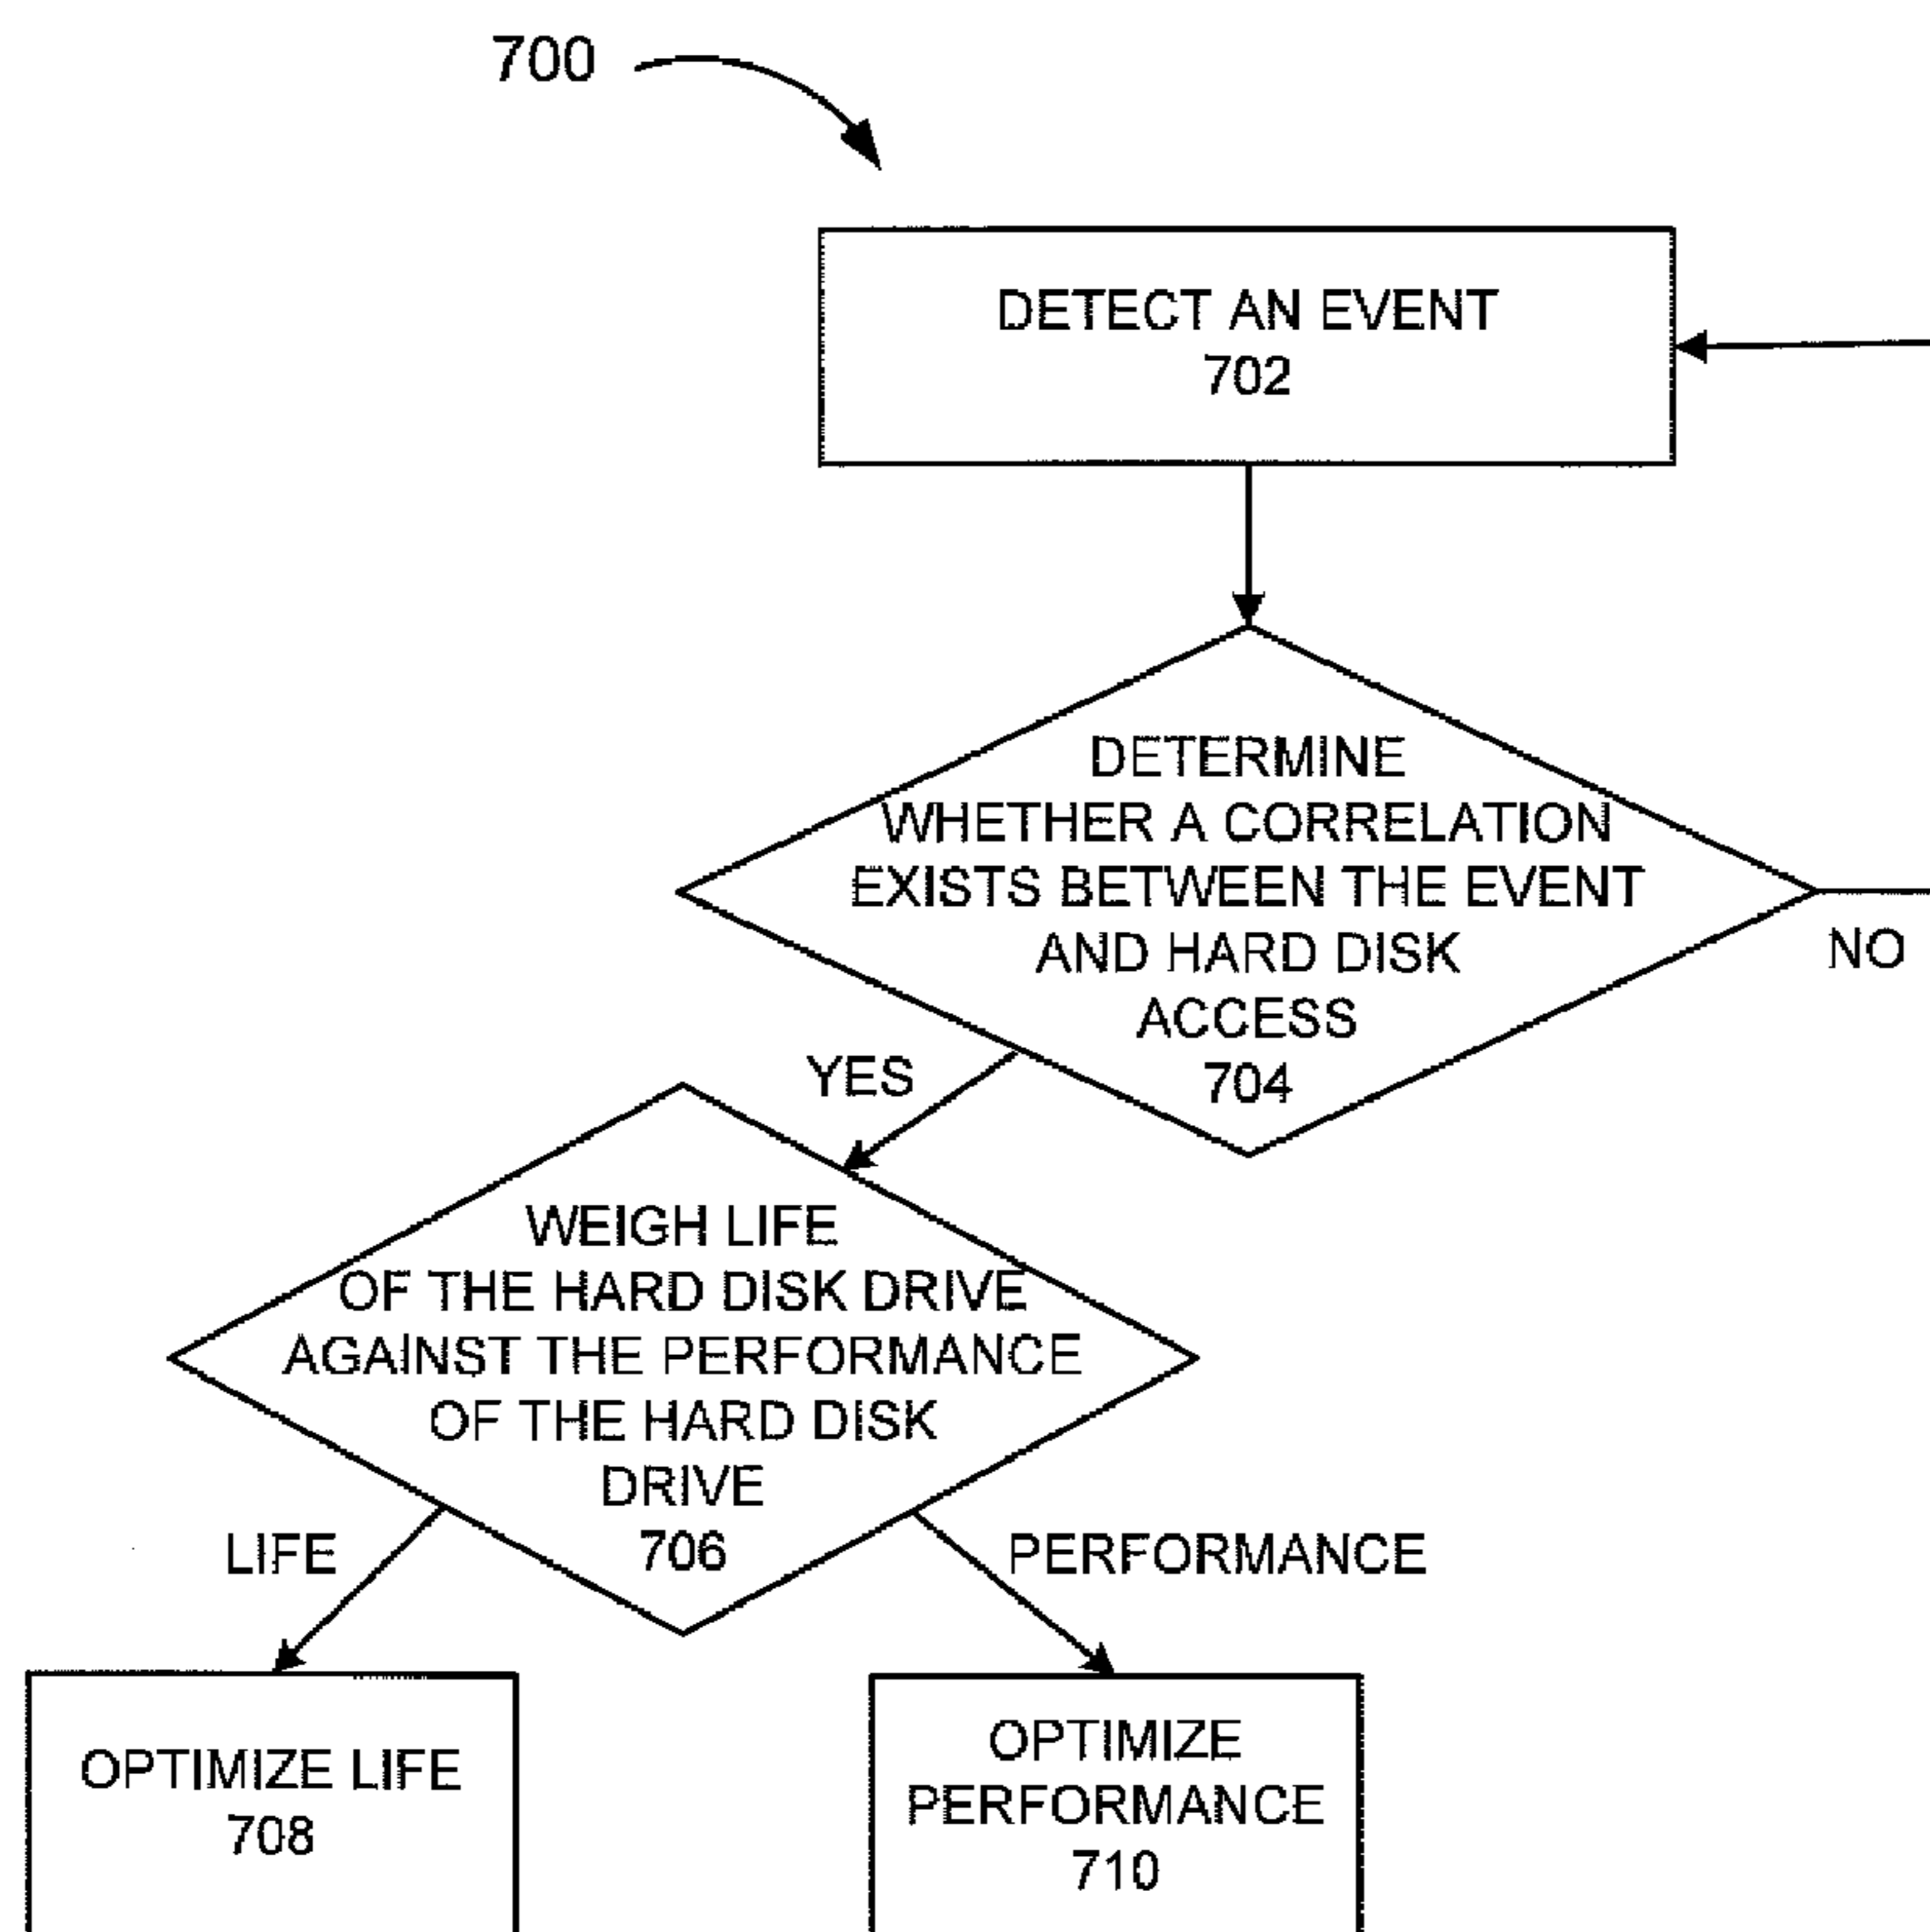 700
DETECT AN EVENT
702
DETERMINE
WHETHER A CORRELATION
EXISTS BETWEEN THE EVENT
AND HARD DISK
ACCESS
704
NO
YES
WEIGH LIFE
OF THE HARD DISK DRIVE
AGAINST THE PERFORMANCE
OF THE HARD DISK
DRIVE
706
LIFE
PERFORMANCE
OPTIMIZE LIFE
708
OPTIMIZE
PERFORMANCE
710